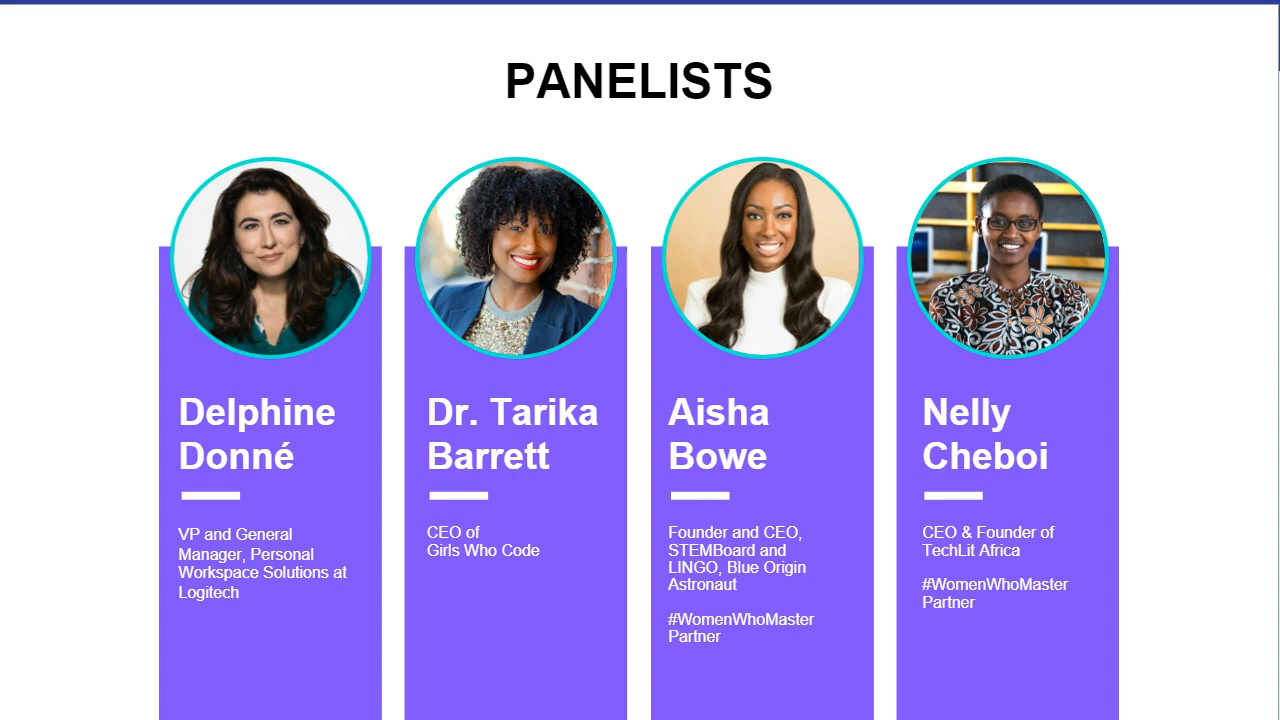 PANELISTS
Delphine
Donné
VP and General
Manager, Personal
Workspace Solutions at
Logitech
Dr. Tarika
Barrett
CEO of
Girls Who Code
Aisha
Bowe
Founder and CEO,
STEMBoard and
LINGO, Blue Origin
Astronaut
#WomenWhoMaster
Partner
Nelly
Cheboi
CEO & Founder of
TechLit Africa
#WomenWhoMaster
Partner